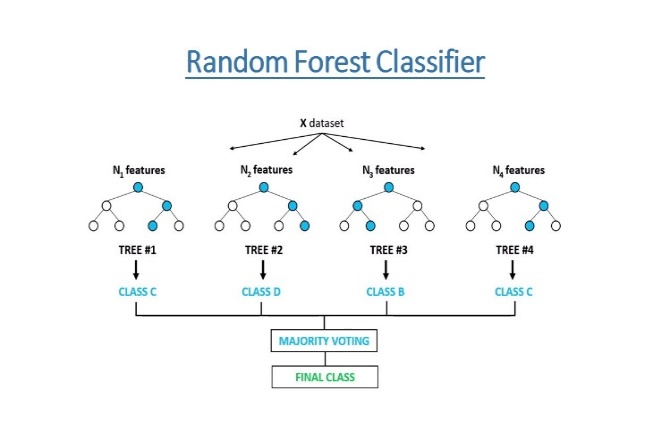 Random Forest Classifier
X dataset
N₁ features N₂ features N₃ features N₄ features
TREE #1 TREE #2 TREE #3 TREE #4
CLASS C CLASS D CLASS B CLASS C
MAJORITY VOTING
FINAL CLASS